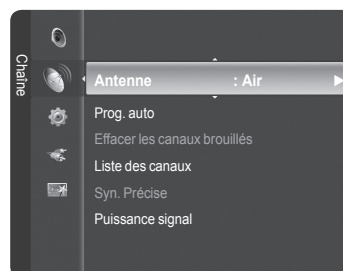 Chaîne
Antenne : Air
Prog. auto
Effacer les canaux brouillés
Liste des canaux
Syn. Précise
Puissance signal